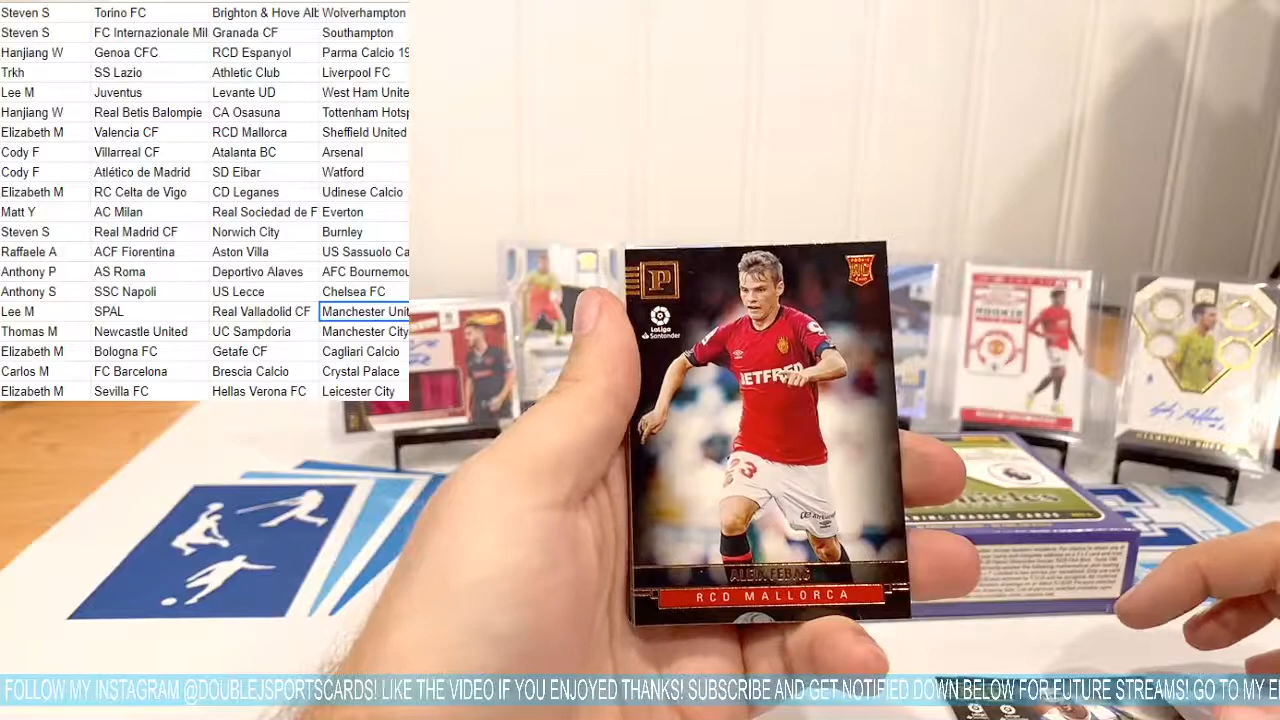 Steven S Torino FC Brighton & Hove Alb Wolverhampton
Steven S FC Internazionale Mil Granada CF Southampton
Hanjiang W Genoa CFC RCD Espanyol Parma Calcio 19
Trkh SS Lazio Athletic Club Liverpool FC
Lee M Juventus Levante UD West Ham Unite
Hanjiang W Real Betis Balompie CA Osasuna Tottenham Hotsp
Elizabeth M Valencia CF RCD Mallorca Sheffield United
Cody F Villarreal CF Atalanta BC Arsenal
Cody F Atlético de Madrid SD Eibar Watford
Elizabeth M RC Celta de Vigo CD Leganes Udinese Calcio
Matt Y AC Milan Real Sociedad de F Everton
Steven S Real Madrid CF Norwich City Burnley
Raffaele A ACF Fiorentina Aston Villa US Sassuolo Ca
Anthony P AS Roma Deportivo Alaves AFC Bournemou
Anthony S SSC Napoli US Lecce Chelsea FC
Lee M SPAL Real Valladolid CF Manchester Unit
Thomas M Newcastle United UC Sampdoria Manchester City
Elizabeth M Bologna FC Getafe CF Cagliari Calcio
Carlos M FC Barcelona Brescia Calcio Crystal Palace
Elizabeth M Sevilla FC Hellas Verona FC Leicester City
P
RC
LaLiga
Santander
BETFRED
23
ALEIX FEBAS
RCD MALLORCA
ROOKIE
FOLLOW MY INSTAGRAM @DOUBLEJSPORTSCARDS! LIKE THE VIDEO IF YOU ENJOYED THANKS! SUBSCRIBE AND GET NOTIFIED DOWN BELOW FOR FUTURE STREAMS! GO TO MY E